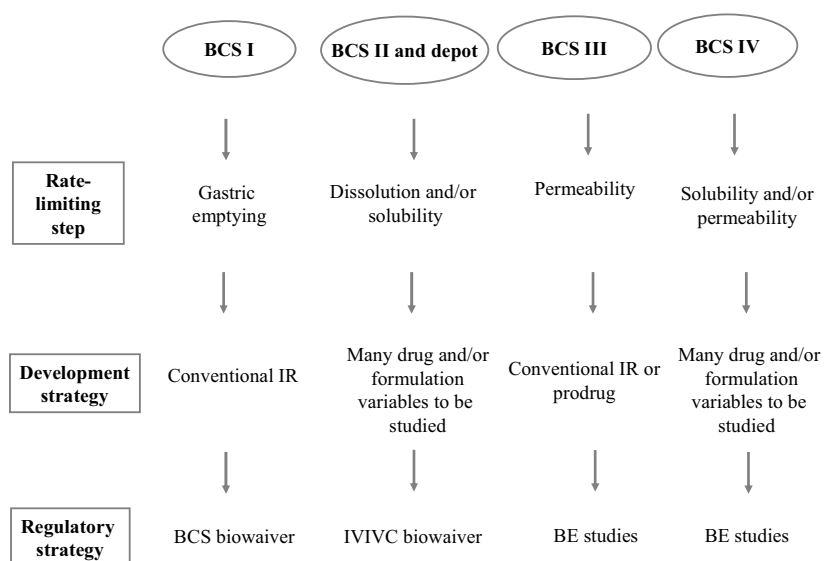 BCS I
BCS II and depot
BCS III
BCS IV
Rate-
limiting
step
Gastric
emptying
Dissolution and/or
solubility
Permeability
Solubility and/or
permeability
Development
strategy
Conventional IR
Many drug and/or
formulation
variables to be
studied
Conventional IR or
prodrug
Many drug and/or
formulation
variables to be
studied
Regulatory
strategy
BCS biowaiver
IVIVC biowaiver
BE studies
BE studies